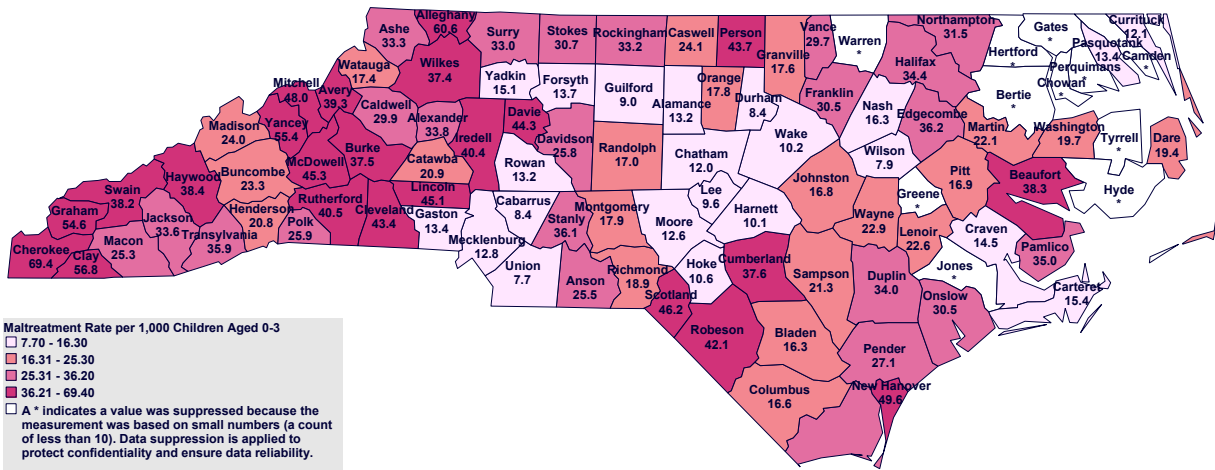 Alleghany
60.6
Ashe
33.3
Surry
33.0
Stokes
30.7
Rockingham
33.2
Caswell
24.1
Person
43.7
Granville
17.6
Vance
29.7
Warren
*
Northampton
31.5
Gates
*
Currituck
12.1
Pasquotank
13.4
Camden
*
Hertford
*
Perquimans
*
Chowan
*
Halifax
34.4
Bertie
*
Watauga
17.4
Wilkes
37.4
Yadkin
15.1
Forsyth
13.7
Guilford
9.0
Alamance
13.2
Orange
17.8
Durham
8.4
Franklin
30.5
Nash
16.3
Edgecombe
36.2
Martin
22.1
Washington
19.7
Tyrrell
*
Dare
19.4
Mitchell
48.0
Avery
39.3
Caldwell
29.9
Alexander
33.8
Iredell
40.4
Davie
44.3
Davidson
25.8
Randolph
17.0
Chatham
12.0
Wake
10.2
Wilson
7.9
Madison
24.0
Yancey
55.4
McDowell
45.3
Burke
37.5
Catawba
20.9
Rowan
13.2
Lee
9.6
Johnston
16.8
Greene
*
Pitt
16.9
Beaufort
38.3
Hyde
*
Haywood
38.4
Buncombe
23.3
Swain
38.2
Graham
54.6
Jackson
33.6
Henderson
20.8
Rutherford
40.5
Cleveland
43.4
Lincoln
45.1
Gaston
13.4
Cabarrus
8.4
Stanly
36.1
Montgomery
17.9
Moore
12.6
Harnett
10.1
Wayne
22.9
Lenoir
22.6
Craven
14.5
Pamlico
35.0
Cherokee
69.4
Clay
56.8
Macon
25.3
Transylvania
35.9
Polk
25.9
Mecklenburg
12.8
Union
7.7
Anson
25.5
Richmond
18.9
Scotland
46.2
Hoke
10.6
Cumberland
37.6
Sampson
21.3
Duplin
34.0
Jones
*
Onslow
30.5
Carteret
15.4
Robeson
42.1
Bladen
16.3
Pender
27.1
Columbus
16.6
New Hanover
49.6
Maltreatment Rate per 1,000 Children Aged 0-3
7.70 - 16.30
16.31 - 25.30
25.31 - 36.20
36.21 - 69.40
A * indicates a value was suppressed because the
measurement was based on small numbers (a count
of less than 10). Data suppression is applied to
protect confidentiality and ensure data reliability.